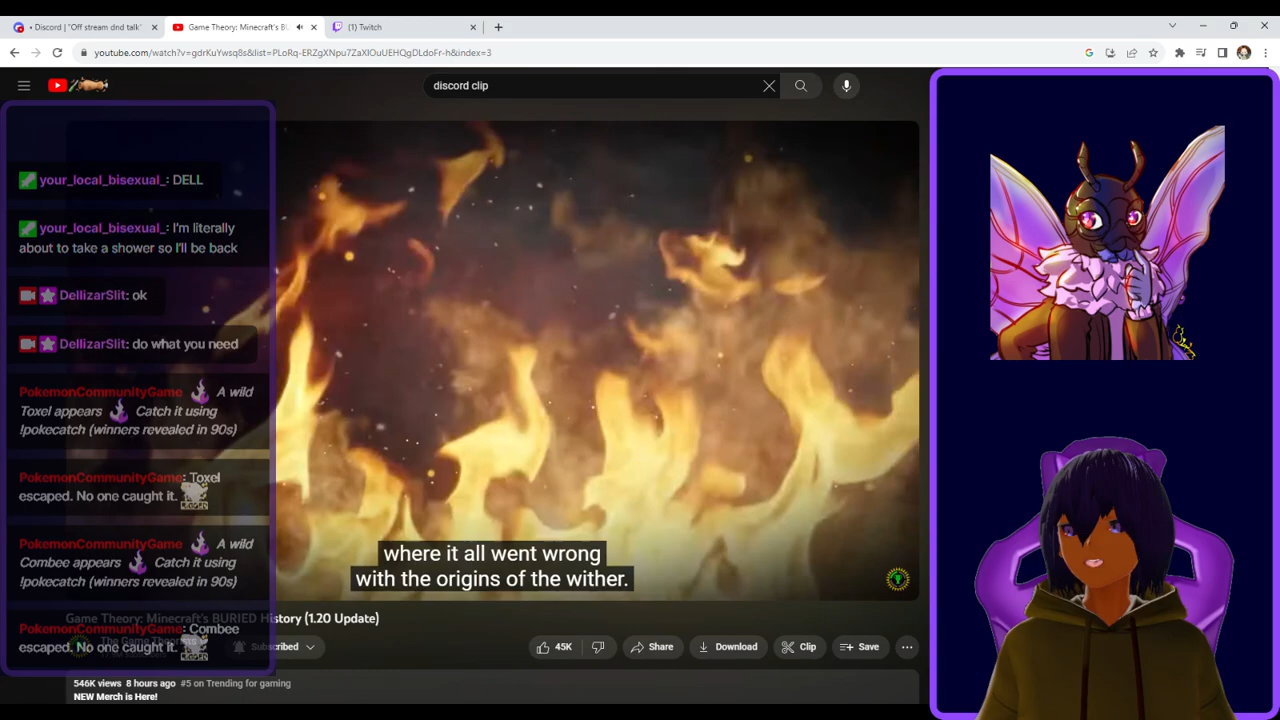 • Discord | "Off stream dnd talk"
Game Theory: Minecraft's BU
(1) Twitch
youtube.com/watch?v=gdrKuYwsq8s&list=PLoRq-ERZgXNpu7ZaXIOuUEHQgDLdoFr-h&index=3
discord clip
your_local_bisexual_: DELL
your_local_bisexual_: I'm literally
about to take a shower so I'll be back
DellizarSlit: ok
DellizarSlit: do what you need
PokemonCommunityGame A wild
Toxel appears Catch it using
!pokecatch (winners revealed in 90s)
PokemonCommunityGame: Toxel
escaped. No one caught it.
PokemonCommunityGame A wild
Combee appears Catch it using
!pokecatch (winners revealed in 90s)
PokemonCommunityGame: Combee
escaped. No one caught it.
where it all went wrong
with the origins of the wither.
Game Theory: Minecraft's BURIED History (1.20 Update)
The Game Theorists
Subscribed
45K
Share
Download
Clip
Save
546K views 8 hours ago #5 on Trending for gaming
NEW Merch is Here!